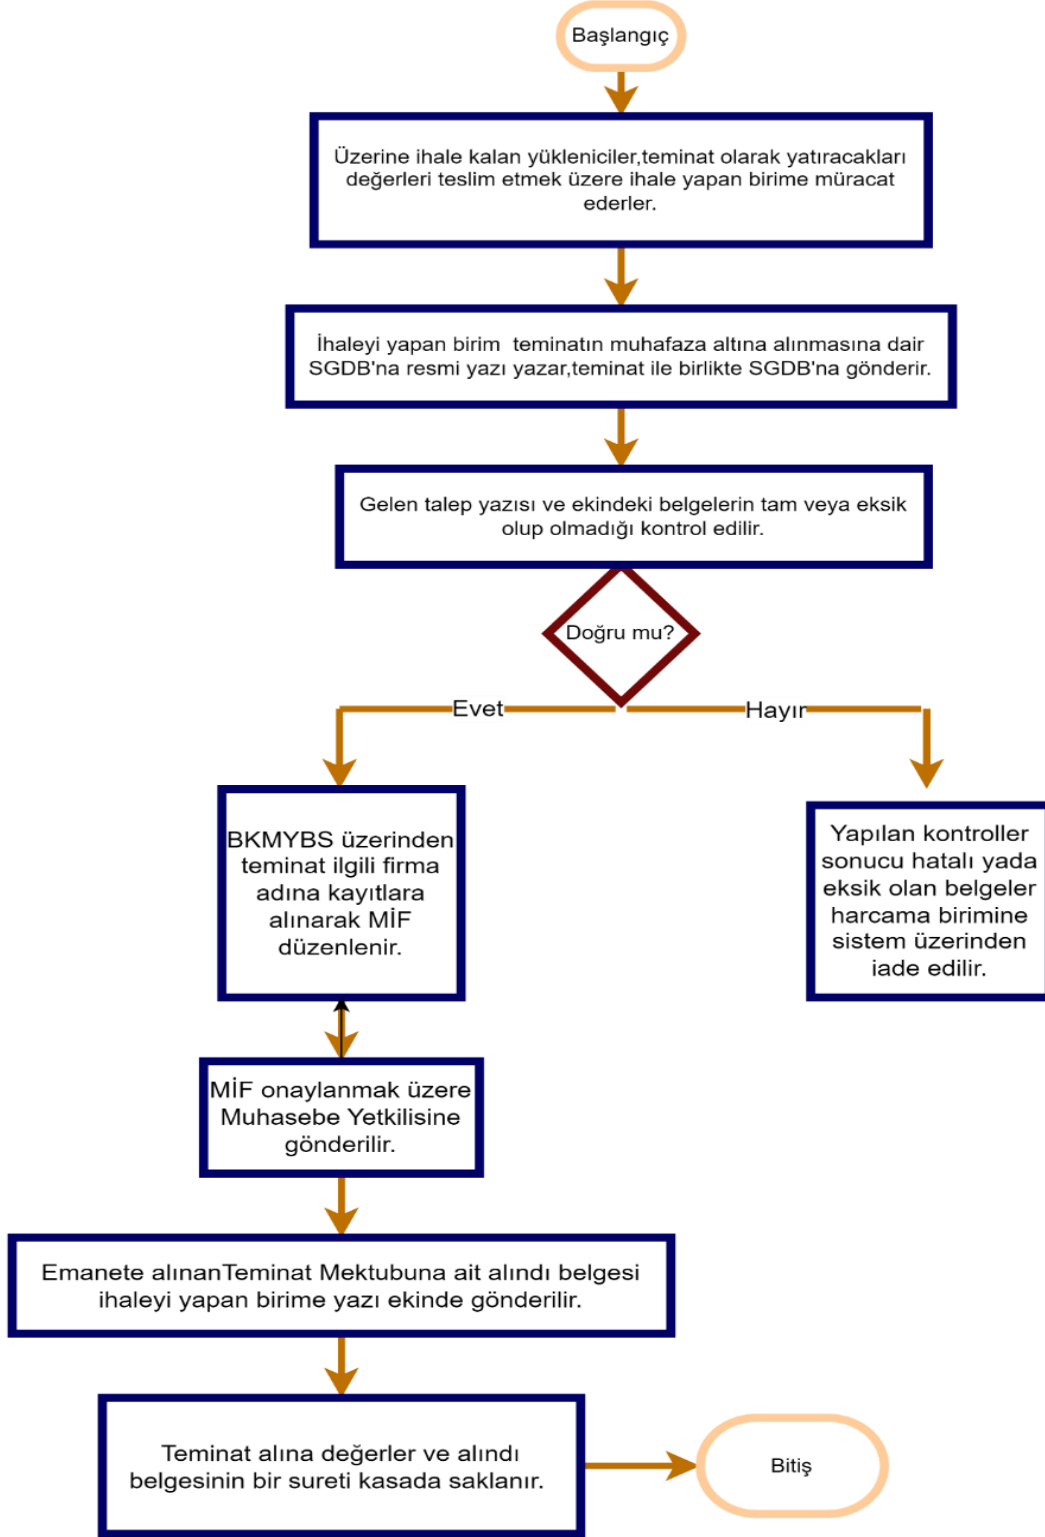 Başlangıç
Üzerine ihale kalan yükleniciler,teminat olarak yatıracakları
değerleri teslim etmek üzere ihale yapan birime müracat
ederler.
İhaleyi yapan birim  teminatın muhafaza altına alınmasına dair
SGDB'na resmi yazı yazar,teminat ile birlikte SGDB'na gönderir.
Gelen talep yazısı ve ekindeki belgelerin tam veya eksik
olup olmadığı kontrol edilir.
Doğru mu?
Evet
Hayır
BKMYBS üzerinden
teminat ilgili firma
adına kayıtlara
alınarak MİF
düzenlenir.
Yapılan kontroller
sonucu hatalı yada
eksik olan belgeler
harcama birimine
sistem üzerinden
iade edilir.
MİF onaylanmak üzere
Muhasebe Yetkilisine
gönderilir.
Emanete alınanTeminat Mektubuna ait alındı belgesi
ihaleyi yapan birime yazı ekinde gönderilir.
Teminat alına değerler ve alındı
belgesinin bir sureti kasada saklanır.
Bitiş